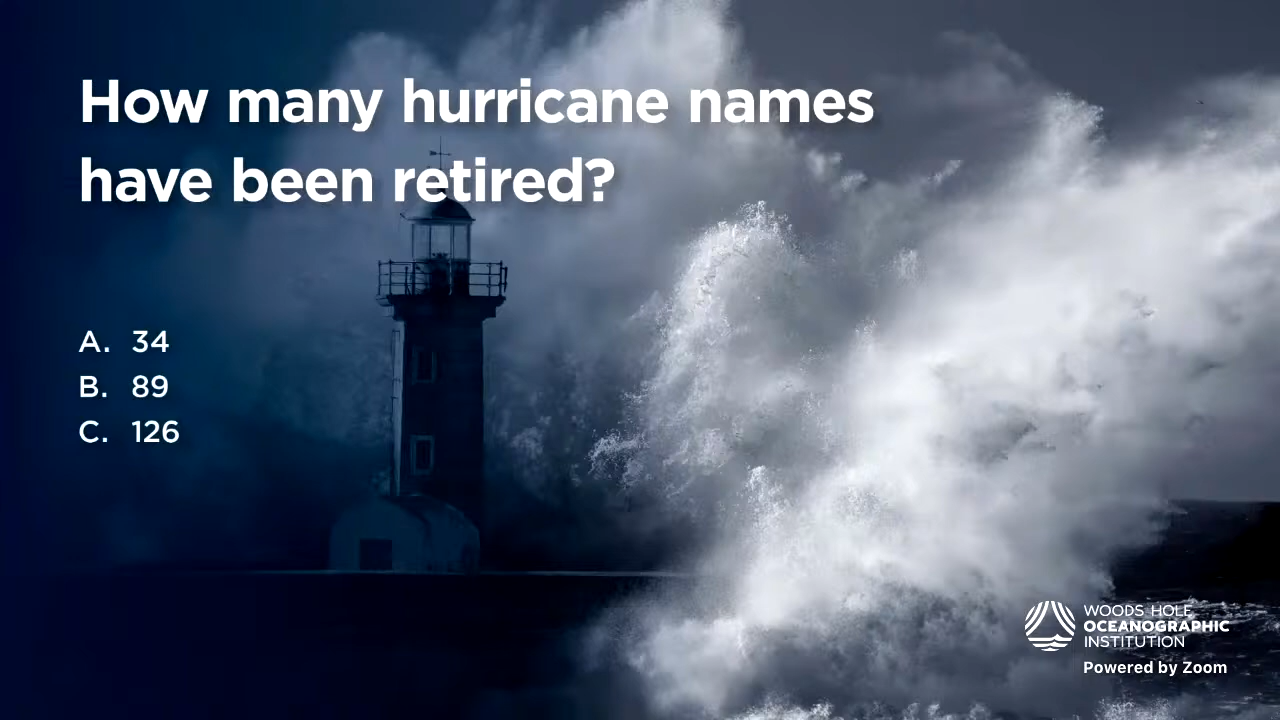 How many hurricane names
have been retired?
A. 34
B. 89
C. 126
WOODS HOLE
OCEANOGRAPHIC
INSTITUTION
Powered by Zoom